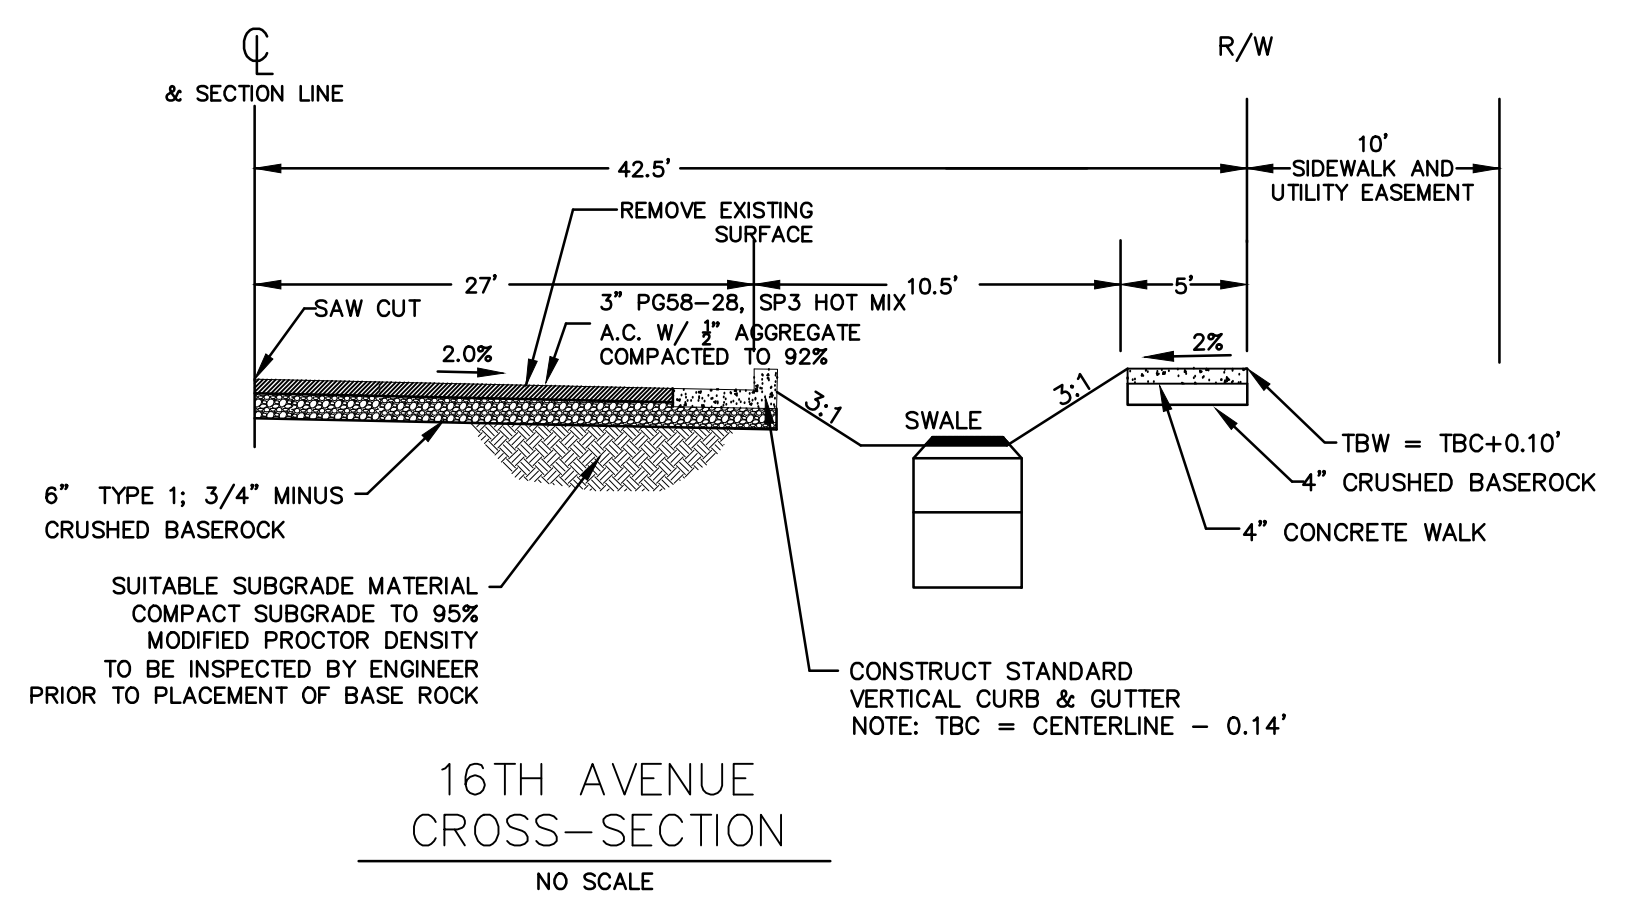 ℄
& SECTION LINE
R/W
42.5'
10'
SIDEWALK AND
UTILITY EASEMENT
REMOVE EXISTING
SURFACE
27'
10.5'
5'
SAW CUT
3" PG58-28, SP3 HOT MIX
A.C. W/ ½" AGGREGATE
COMPACTED TO 92%
2.0%
2%
3:1
3:1
SWALE
TBW = TBC+0.10'
4" CRUSHED BASEROCK
4" CONCRETE WALK
6" TYPE 1; 3/4" MINUS
CRUSHED BASEROCK
SUITABLE SUBGRADE MATERIAL
COMPACT SUBGRADE TO 95%
MODIFIED PROCTOR DENSITY
TO BE INSPECTED BY ENGINEER
PRIOR TO PLACEMENT OF BASE ROCK
CONSTRUCT STANDARD
VERTICAL CURB & GUTTER
NOTE: TBC = CENTERLINE - 0.14'
16TH AVENUE
CROSS-SECTION
NO SCALE